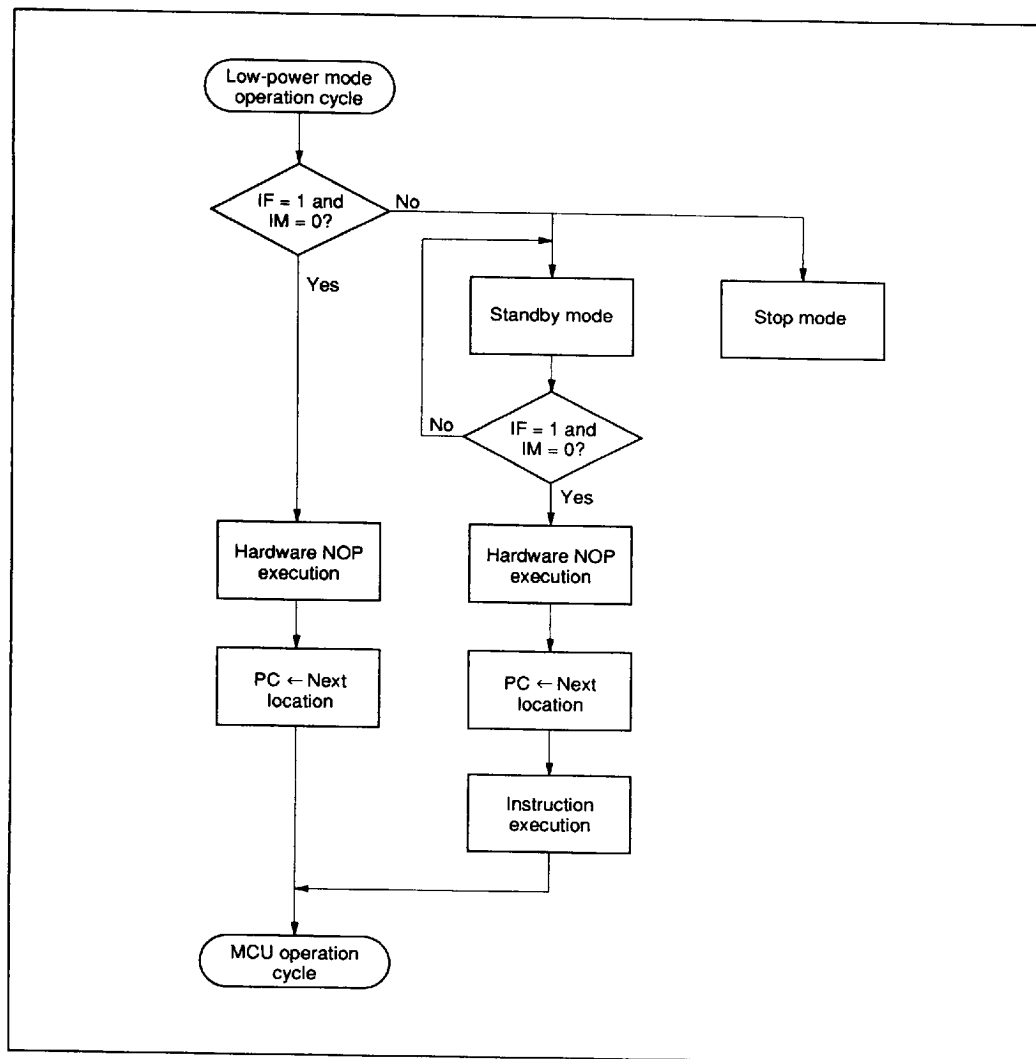 Low-power mode
operation cycle
IF = 1 and
IM = 0?
No
Yes
Standby mode
Stop mode
No
IF = 1 and
IM = 0?
Yes
Hardware NOP
execution
Hardware NOP
execution
PC ← Next
location
PC ← Next
location
Instruction
execution
MCU operation
cycle